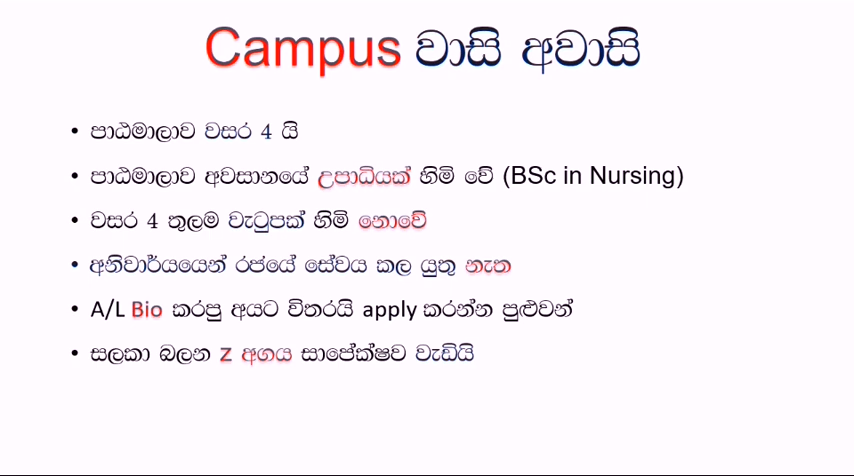 Campus වාසි අවාසි
• පාඨමාලාව වසර 4 යි
• පාඨමාලාව අවසානයේ උපාධියක් හිමි වේ (BSc in Nursing)
• වසර 4 තුලම වැටුපක් හිමි නොවේ
• අනිවාර්යයෙන් රජයේ සේවය කල යුතු නැත
• A/L Bio කරපු අයට විතරයි apply කරන්න පුළුවන්
• සලකා බලන z අගය සාපේක්ෂව වැඩියි